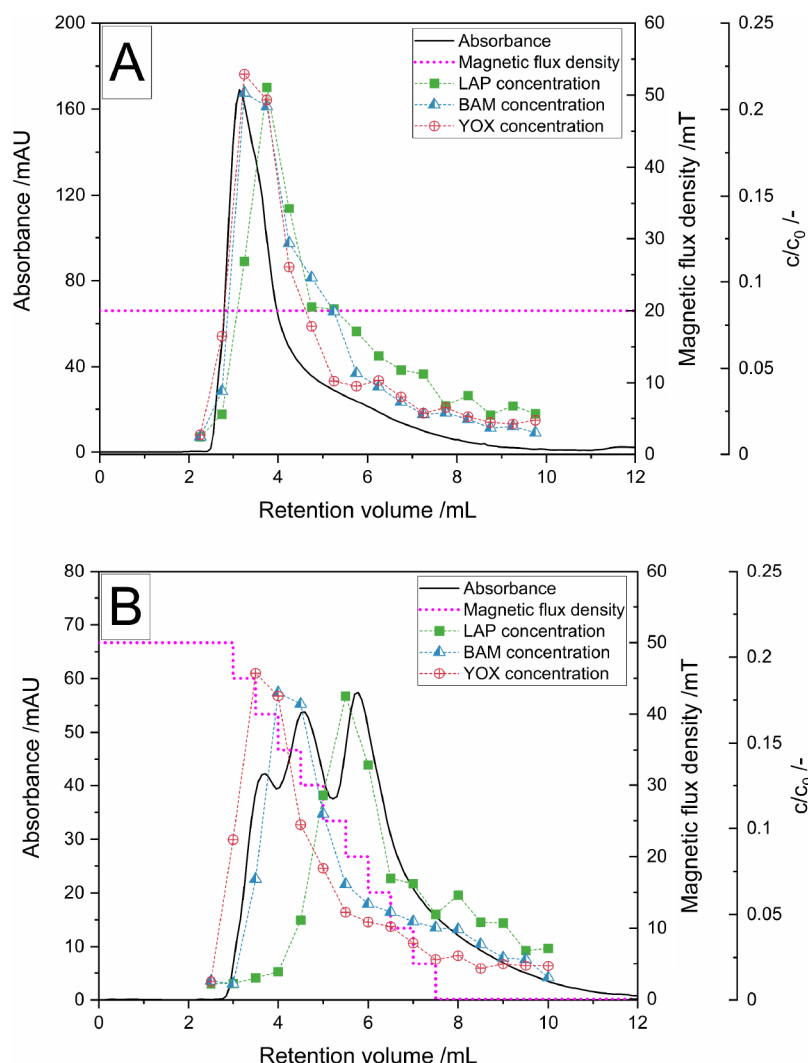 A
Absorbance
Magnetic flux density
LAP concentration
BAM concentration
YOX concentration
200
160
120
80
40
0
Absorbance /mAU
60
50
40
30
20
10
0
Magnetic flux density /mT
0.25
0.2
0.15
0.1
0.05
0
c/c₀ /-
0 2 4 6 8 10 12
Retention volume /mL
B
Absorbance
Magnetic flux density
LAP concentration
BAM concentration
YOX concentration
80
70
60
50
40
30
20
10
0
Absorbance /mAU
60
50
40
30
20
10
0
Magnetic flux density /mT
0.25
0.2
0.15
0.1
0.05
0
c/c₀ /-
0 2 4 6 8 10 12
Retention volume /mL